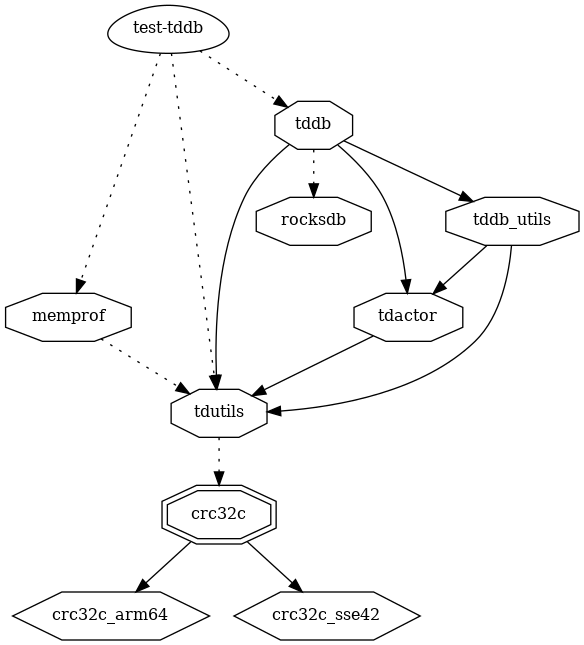 test-tddb
tddb
rocksdb
tddb_utils
memprof
tdactor
tdutils
crc32c
crc32c_arm64
crc32c_sse42